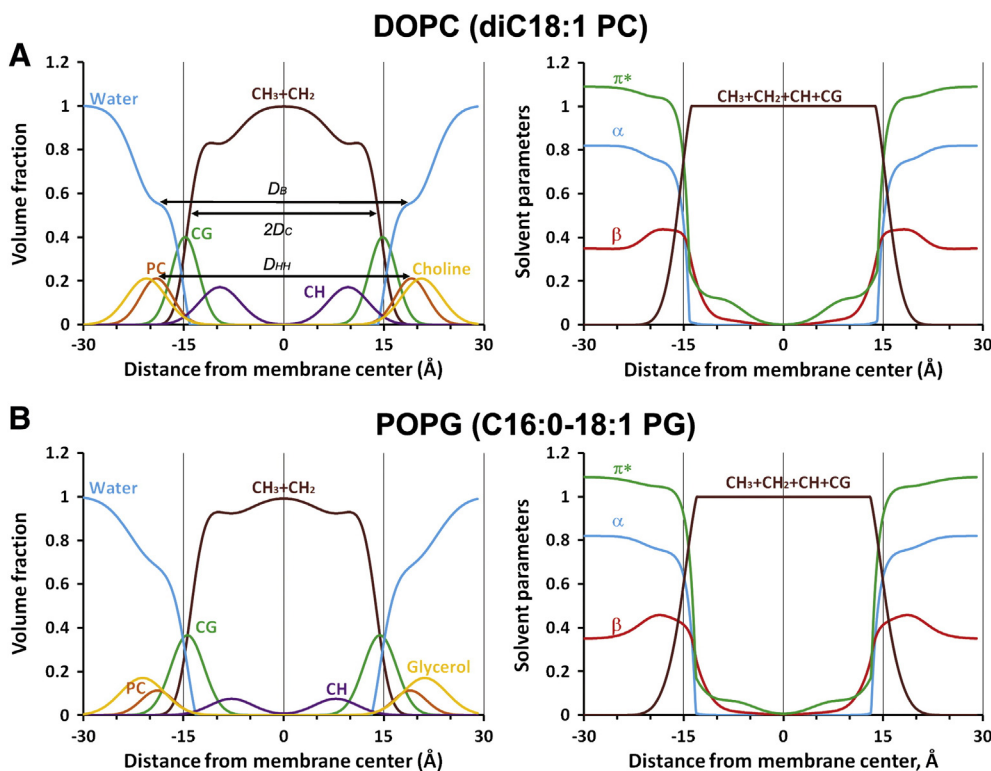 DOPC (diC18:1 PC)
A
Volume fraction
1.2
1
0.8
0.6
0.4
0.2
0
Water
CH₃+CH₂
D_B
2D_C
CG
D_HH
PC
Choline
CH
-30
-15
0
15
30
Distance from membrane center (Å)
Solvent parameters
1.2
1
0.8
0.6
0.4
0.2
0
π*
CH₃+CH₂+CH+CG
α
β
-30
-15
0
15
30
Distance from membrane center (Å)
B
POPG (C16:0-18:1 PG)
Volume fraction
1.2
1
0.8
0.6
0.4
0.2
0
Water
CH₃+CH₂
CG
Glycerol
PC
CH
-30
-15
0
15
30
Distance from membrane center (Å)
Solvent parameters
1.2
1
0.8
0.6
0.4
0.2
0
π*
CH₃+CH₂+CH+CG
α
β
-30
-15
0
15
30
Distance from membrane center, Å